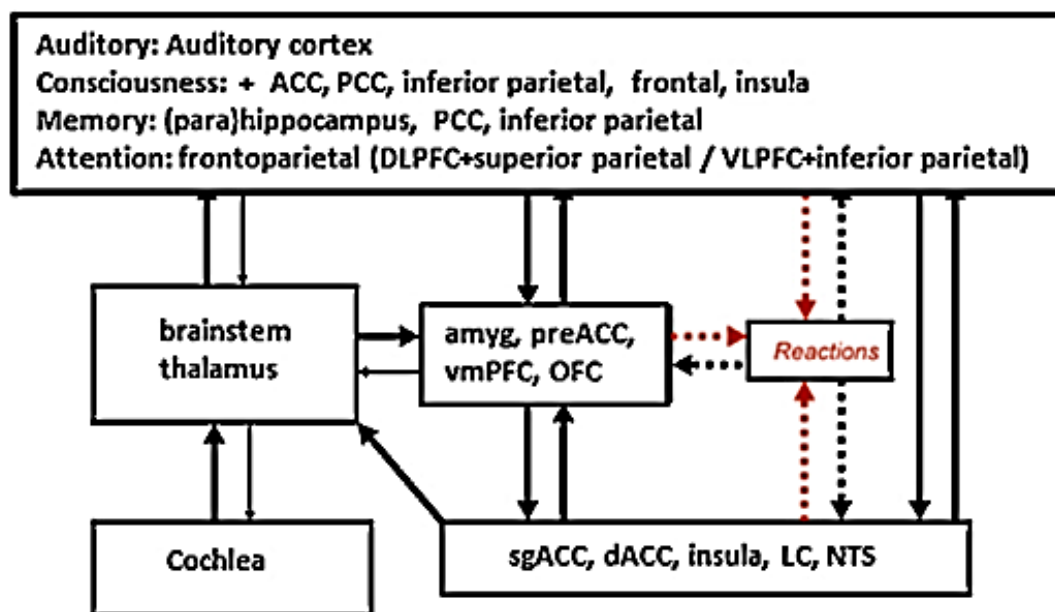 Auditory: Auditory cortex
Consciousness: + ACC, PCC, inferior parietal, frontal, insula
Memory: (para)hippocampus, PCC, inferior parietal
Attention: frontoparietal (DLPFC+superior parietal / VLPFC+inferior parietal)
brainstem
thalamus
amyg, preACC,
vmPFC, OFC
Reactions
Cochlea
sgACC, dACC, insula, LC, NTS